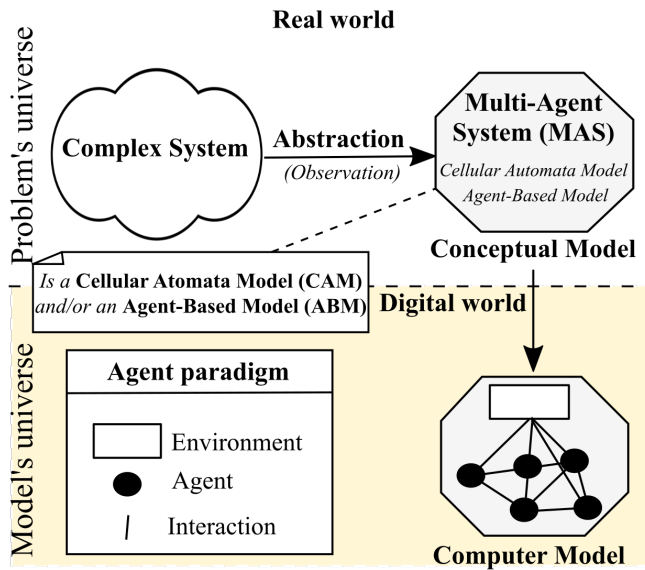 Real world
Problem's universe
Complex System
Abstraction
(Observation)
Multi-Agent
System (MAS)
Cellular Automata Model
Agent-Based Model
Conceptual Model
Is a Cellular Atomata Model (CAM)
and/or an Agent-Based Model (ABM)
Digital world
Model's universe
Agent paradigm
Environment
Agent
Interaction
Computer Model